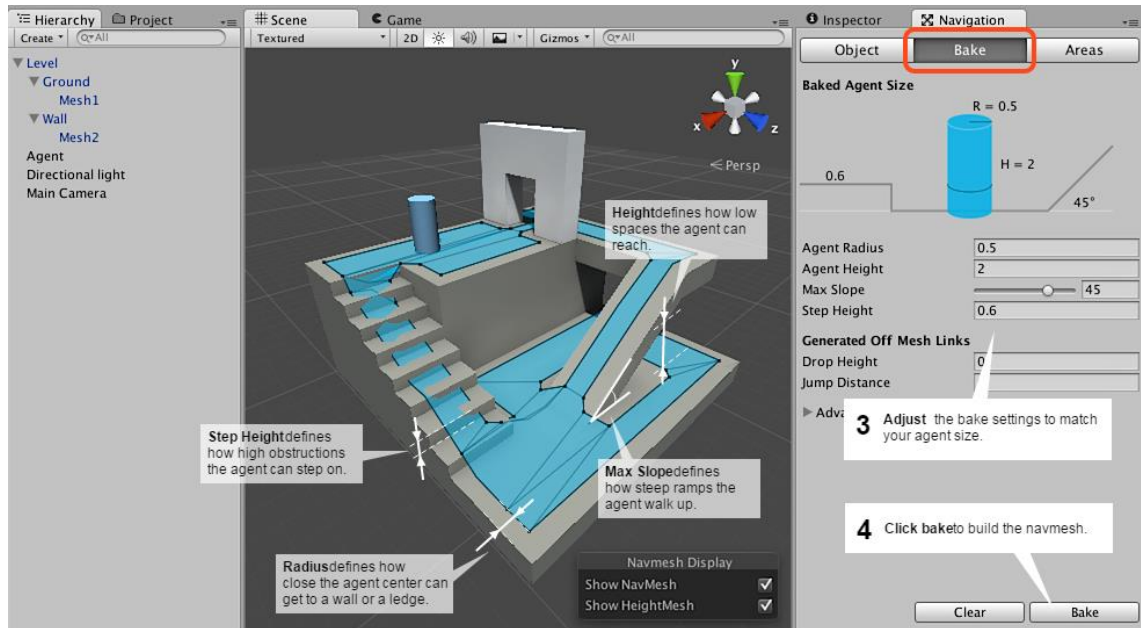 Hierarchy
Project
Create
All
Level
Ground
Mesh1
Wall
Mesh2
Agent
Directional light
Main Camera
Scene
Game
Textured
2D
Gizmos
All
y
x
z
Persp
Heightdefines how low
spaces the agent can
reach.
Step Heightdefines
how high obstructions
the agent can step on.
Max Slopedefines
how steep ramps the
agent walk up.
Radiusdefines how
close the agent center can
get to a wall or a ledge.
Navmesh Display
Show NavMesh
Show HeightMesh
Inspector
Navigation
Object
Bake
Areas
Baked Agent Size
R = 0.5
H = 2
0.6
45°
Agent Radius
0.5
Agent Height
2
Max Slope
45
Step Height
0.6
Generated Off Mesh Links
Drop Height
0
Jump Distance
Adva
3 Adjust the bake settings to match
your agent size.
4 Click baketo build the navmesh.
Clear
Bake